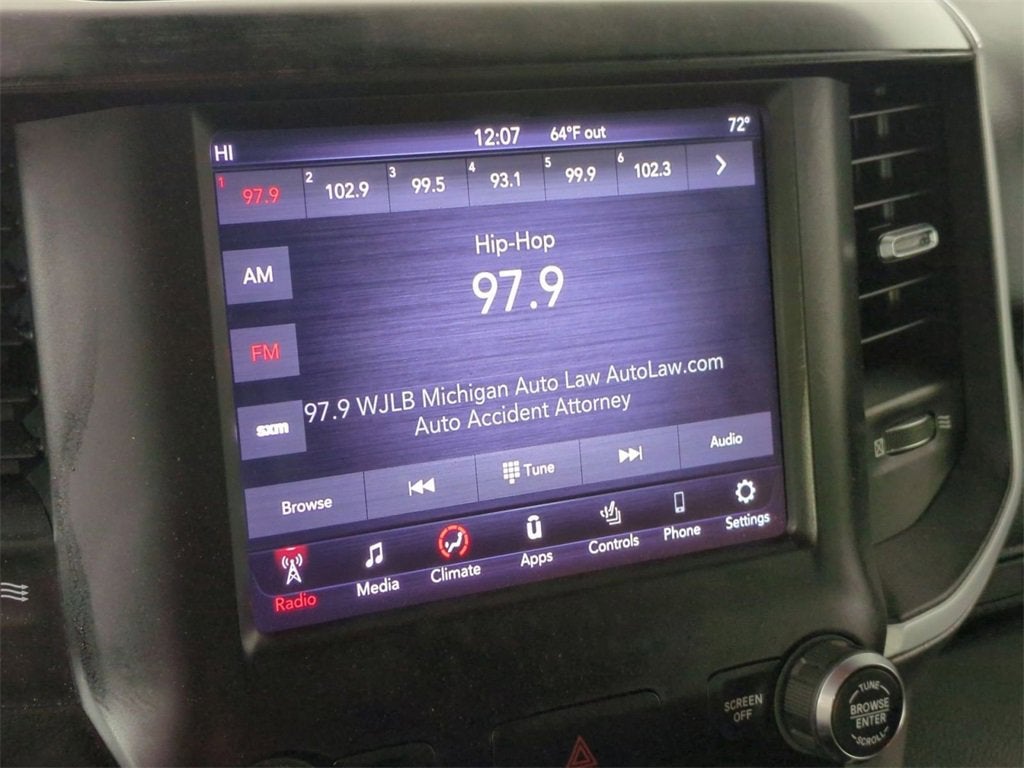 HI 12:07 64°F out 72°
1 97.9 2 102.9 3 99.5 4 93.1 5 99.9 6 102.3
Hip-Hop
97.9
AM
FM
sxm
97.9 WJLB Michigan Auto Law AutoLaw.com
Auto Accident Attorney
Browse Tune Audio
Radio Media Climate Apps Controls Phone Settings
SCREEN
OFF
TUNE
BROWSE
ENTER
SCROLL